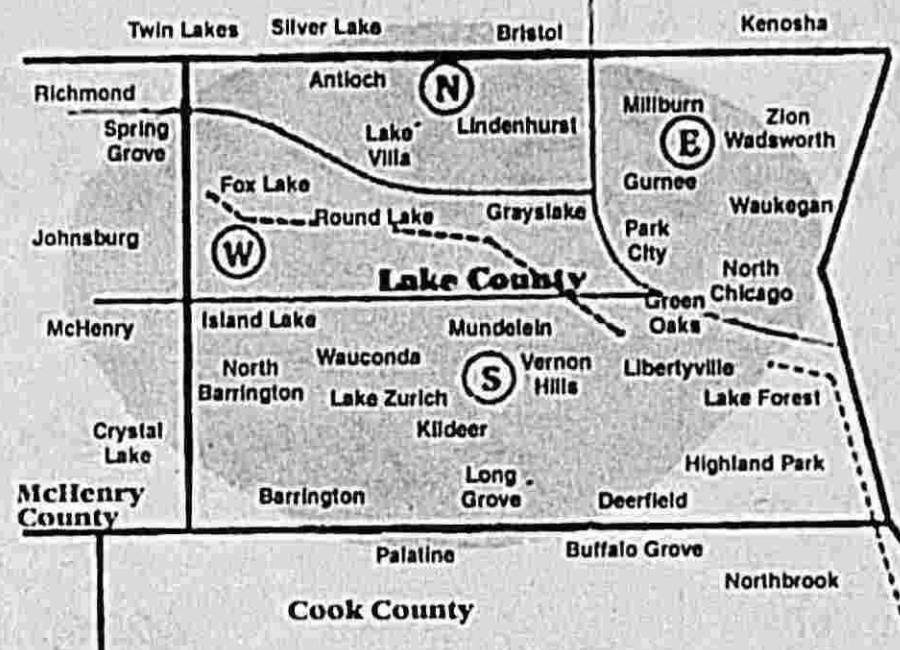 Twin Lakes
Silver Lake
Bristol
Kenosha
Antioch
N
Richmond
Millburn
Zion
Spring
Grove
Lake
Villa
Lindenhurst
E
Wadsworth
Fox Lake
Gurnee
Round Lake
Grayslake
Waukegan
Johnsburg
W
Park
City
Lake County
North
Chicago
McHenry
Island Lake
Mundelein
Green
Oaks
North
Barrington
Wauconda
Lake Zurich
S
Vernon
Hills
Libertyville
Lake Forest
Kildeer
Crystal
Lake
Highland Park
McHenry
County
Barrington
Long
Grove
Deerfield
Palatine
Buffalo Grove
Northbrook
Cook County